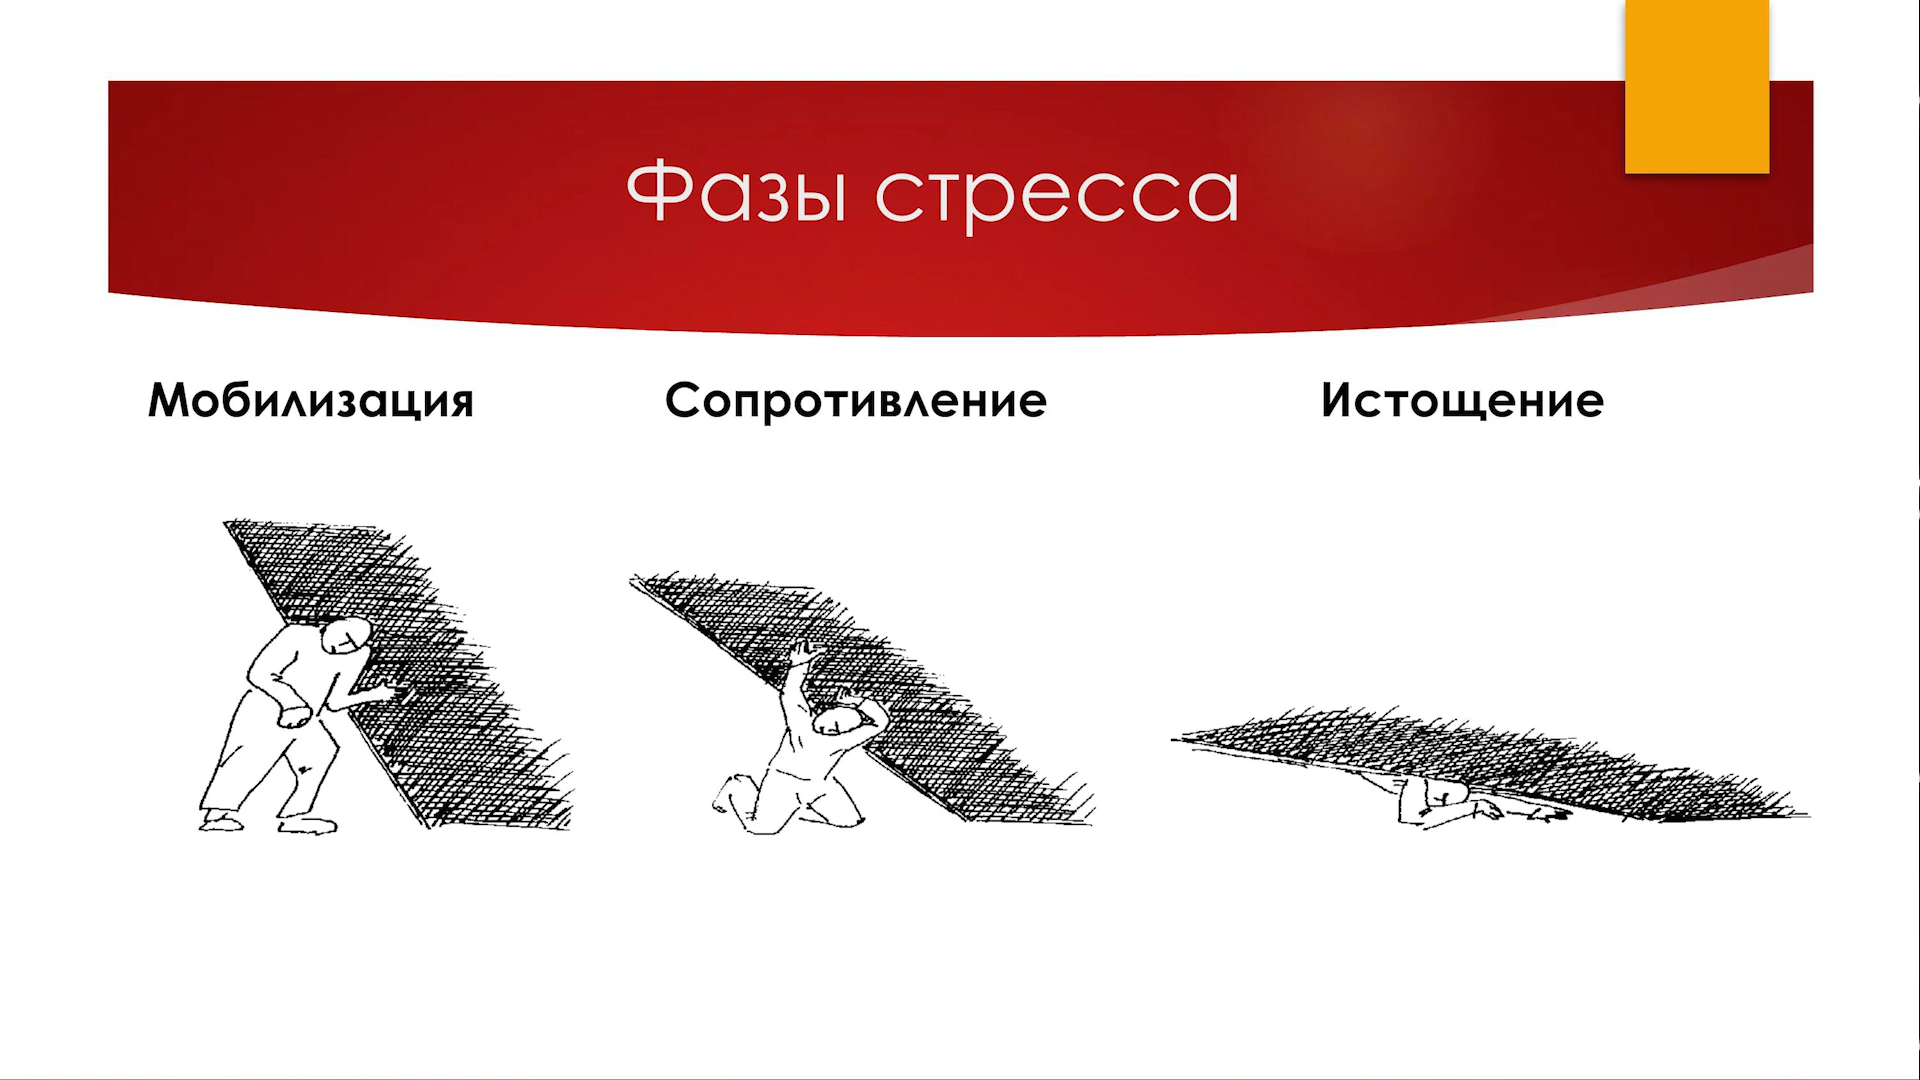 Фазы стресса
Мобилизация
Сопротивление
Истощение